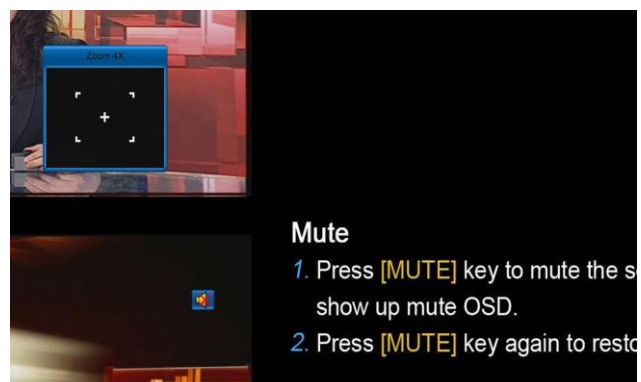 Zoom 4X
Mute
1. Press [MUTE] key to mute the s
show up mute OSD.
2. Press [MUTE] key again to resto